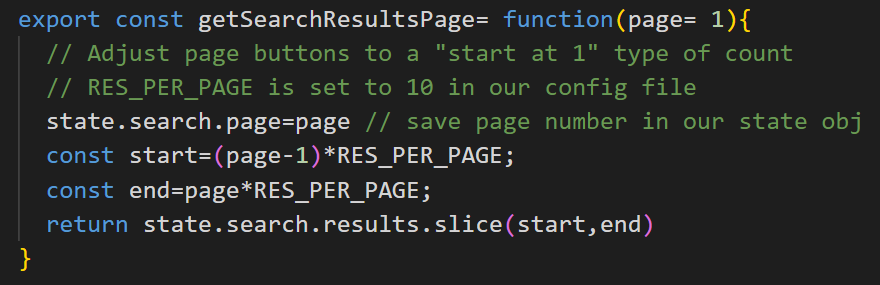 export const getSearchResultsPage= function(page= 1){
// Adjust page buttons to a "start at 1" type of count
// RES_PER_PAGE is set to 10 in our config file
state.search.page=page // save page number in our state obj
const start=(page-1)*RES_PER_PAGE;
const end=page*RES_PER_PAGE;
return state.search.results.slice(start,end)
}